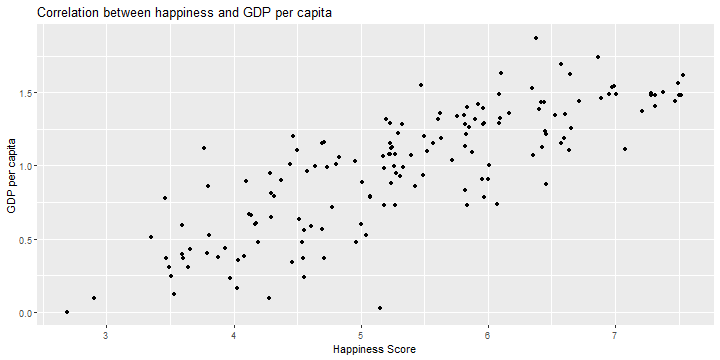 Correlation between happiness and GDP per capita
GDP per capita
1.5
1.0
0.5
0.0
3 4 5 6 7
Happiness Score